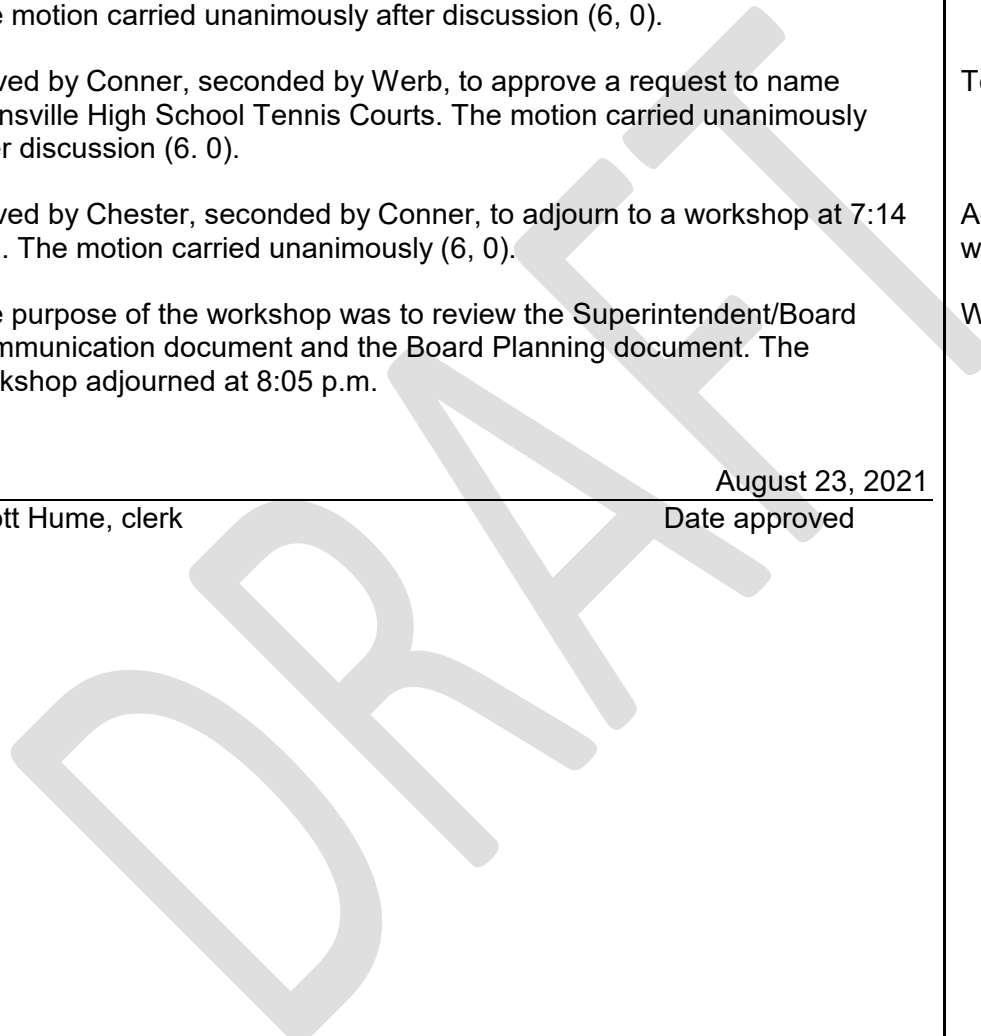 e motion carried unanimously after discussion (6, 0).
ved by Conner, seconded by Werb, to approve a request to name
nsville High School Tennis Courts. The motion carried unanimously
er discussion (6. 0).
ved by Chester, seconded by Conner, to adjourn to a workshop at 7:14
. The motion carried unanimously (6, 0).
e purpose of the workshop was to review the Superintendent/Board
mmunication document and the Board Planning document. The
kshop adjourned at 8:05 p.m.
August 23, 2021
tt Hume, clerk Date approved
DRAFT